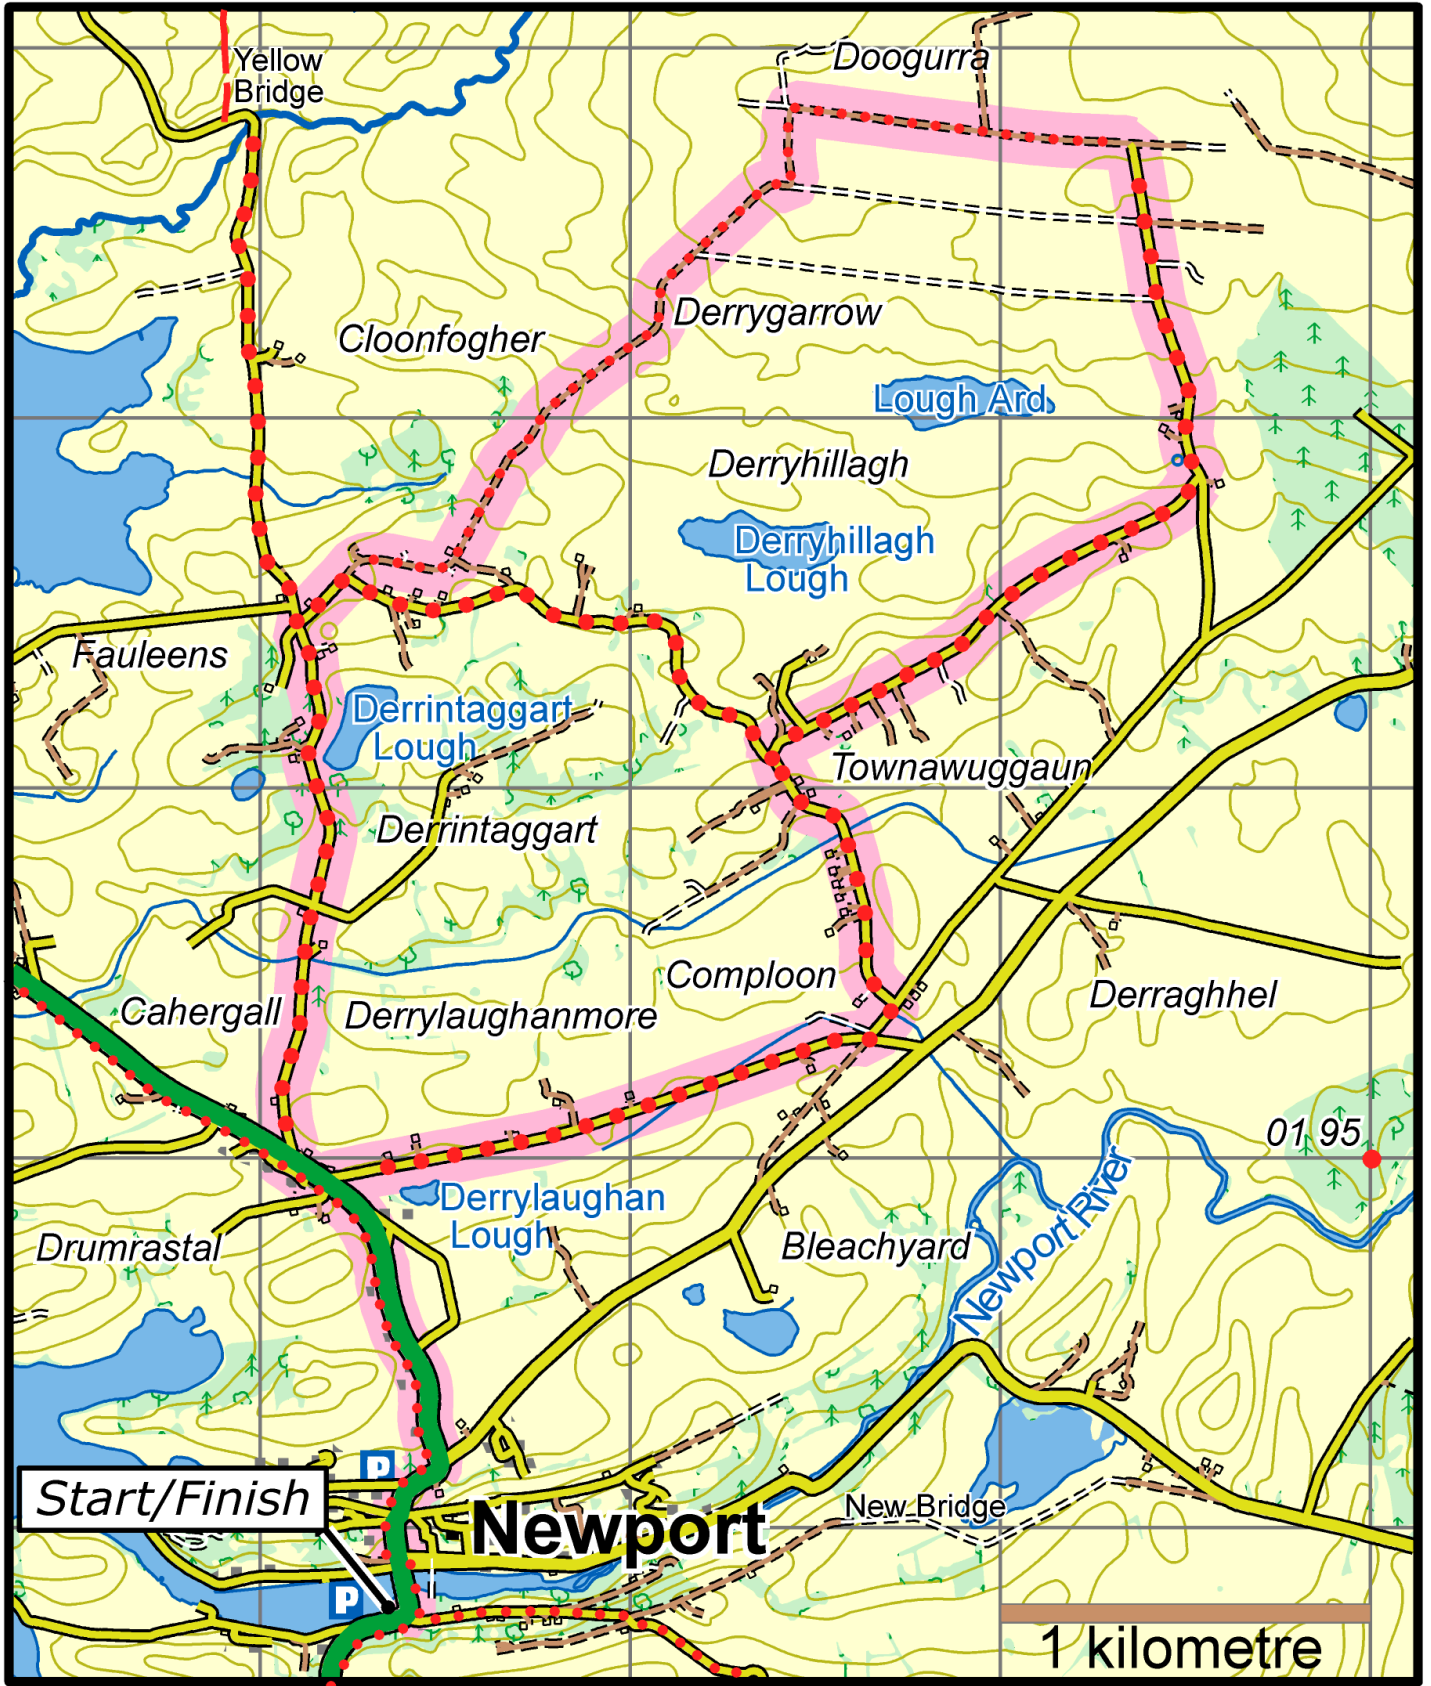 Yellow
Bridge
Doogurra
Derrygarrow
Cloonfogher
Lough Ard
Derryhillagh
Derryhillagh
Lough
Fauleens
Derrintaggart
Lough
Townawuggaun
Derrintaggart
Comploon
Derraghhel
Cahergall
Derrylaughanmore
01 95
Newport River
Derrylaughan
Lough
Drumrastal
Bleachyard
P
Start/Finish
Newport
New Bridge
P
1 kilometre